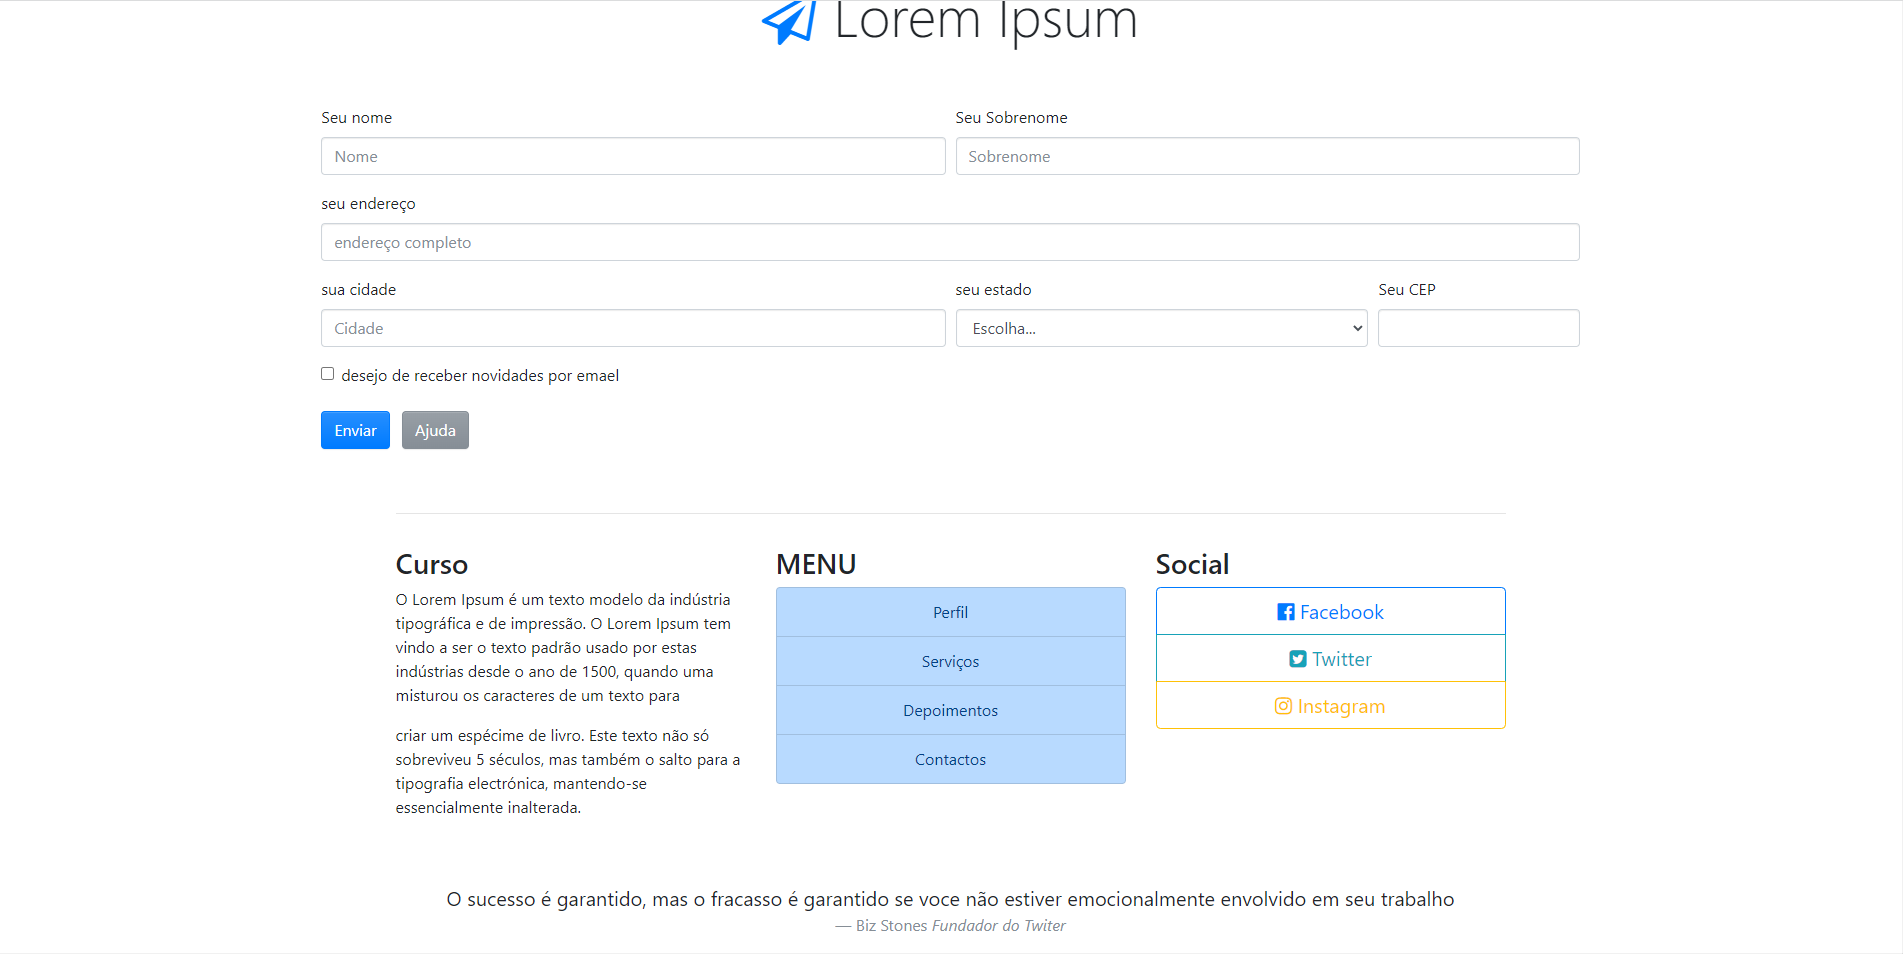 Lorem Ipsum
Seu nome
Seu Sobrenome
Nome
Sobrenome
seu endereço
endereço completo
sua cidade
seu estado
Seu CEP
Cidade
Escolha...
desejo de receber novidades por emael
Enviar
Ajuda
Curso
O Lorem Ipsum é um texto modelo da indústria
tipográfica e de impressão. O Lorem Ipsum tem
vindo a ser o texto padrão usado por estas
indústrias desde o ano de 1500, quando uma
misturou os caracteres de um texto para
criar um espécime de livro. Este texto não só
sobreviveu 5 séculos, mas também o salto para a
tipografia electrónica, mantendo-se
essencialmente inalterada.
MENU
Perfil
Serviços
Depoimentos
Contactos
Social
Facebook
Twitter
Instagram
O sucesso é garantido, mas o fracasso é garantido se voce não estiver emocionalmente envolvido em seu trabalho
— Biz Stones Fundador do Twiter